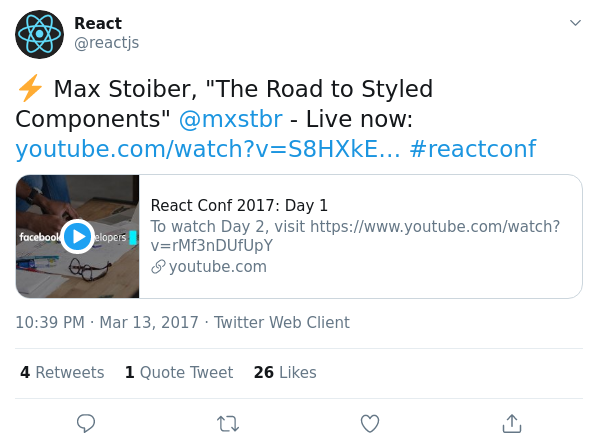 React
@reactjs
⚡ Max Stoiber, "The Road to Styled
Components" @mxstbr - Live now:
youtube.com/watch?v=S8HXkE… #reactconf
facebook elopers
React Conf 2017: Day 1
To watch Day 2, visit https://www.youtube.com/watch?
v=rMf3nDUfUpY
youtube.com
10:39 PM · Mar 13, 2017 · Twitter Web Client
4 Retweets 1 Quote Tweet 26 Likes